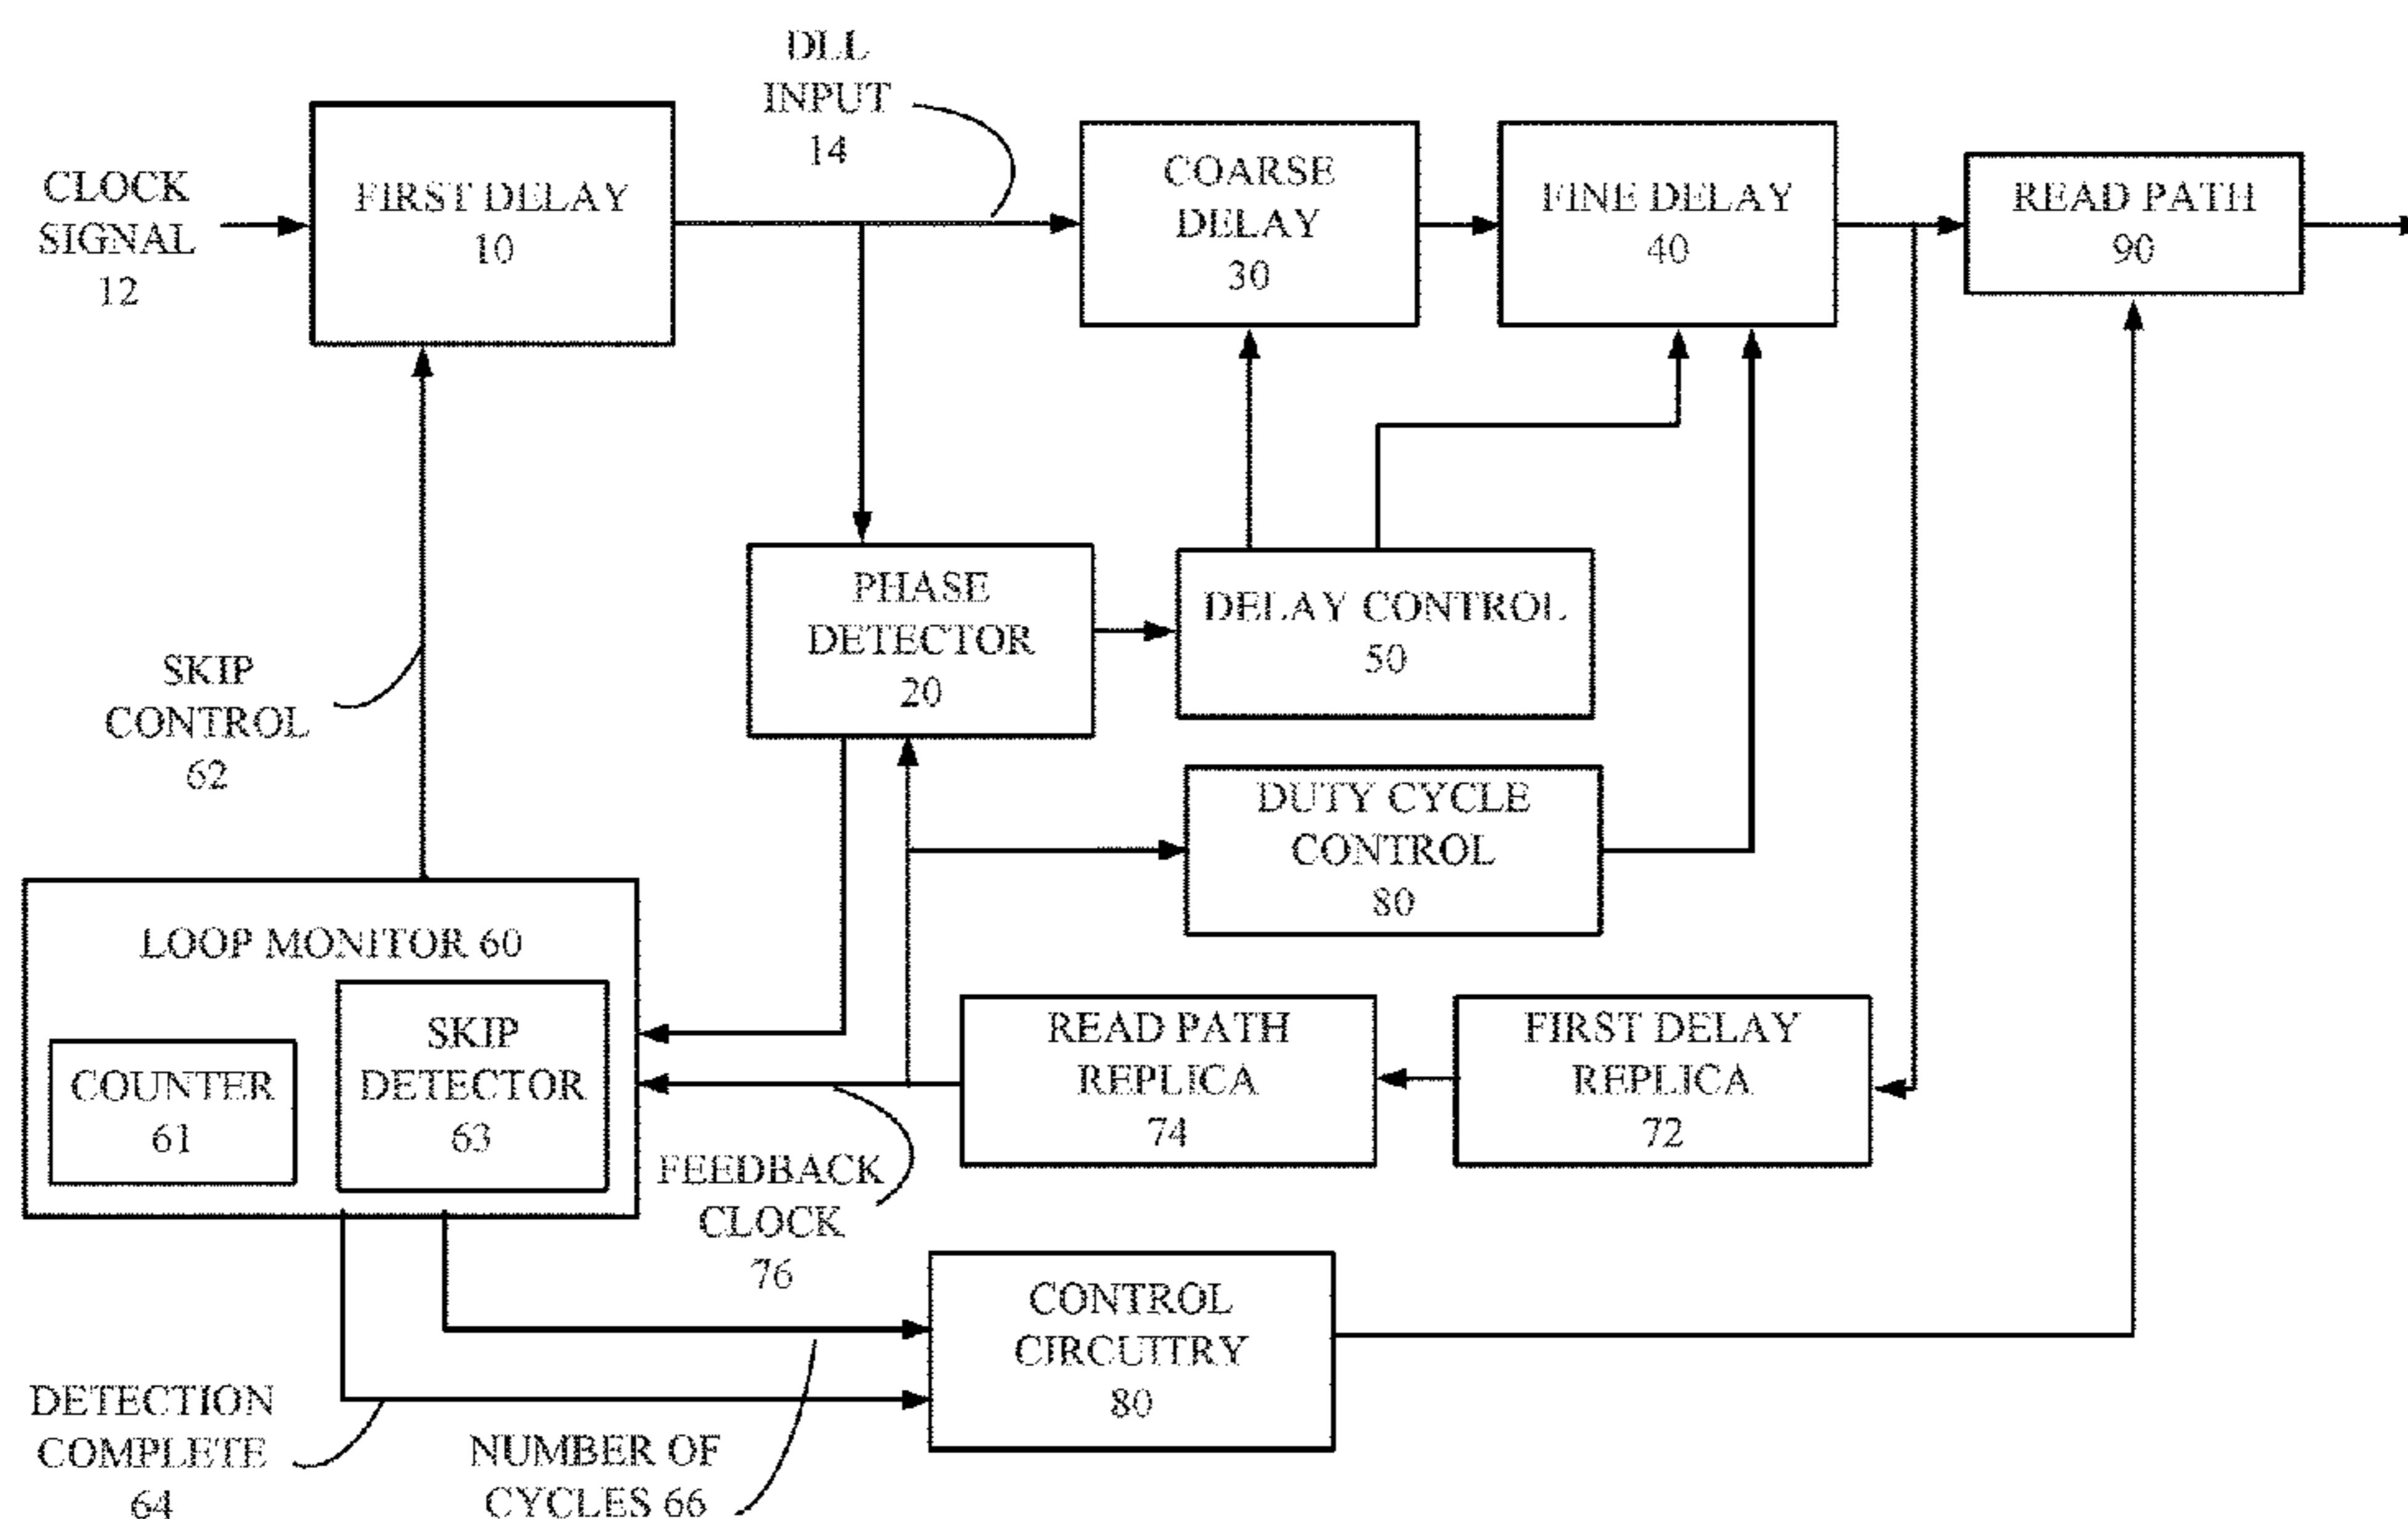 DLL
INPUT
14
CLOCK
SIGNAL
12
FIRST DELAY
10
COARSE
DELAY
30
FINE DELAY
40
READ PATH
90
PHASE
DETECTOR
20
DELAY CONTROL
50
SKIP
CONTROL
62
DUTY CYCLE
CONTROL
80
LOOP MONITOR 60
COUNTER
61
SKIP
DETECTOR
63
READ PATH
REPLICA
74
FIRST DELAY
REPLICA
72
FEEDBACK
CLOCK
76
CONTROL
CIRCUITRY
80
DETECTION
COMPLETE
64
NUMBER OF
CYCLES 66